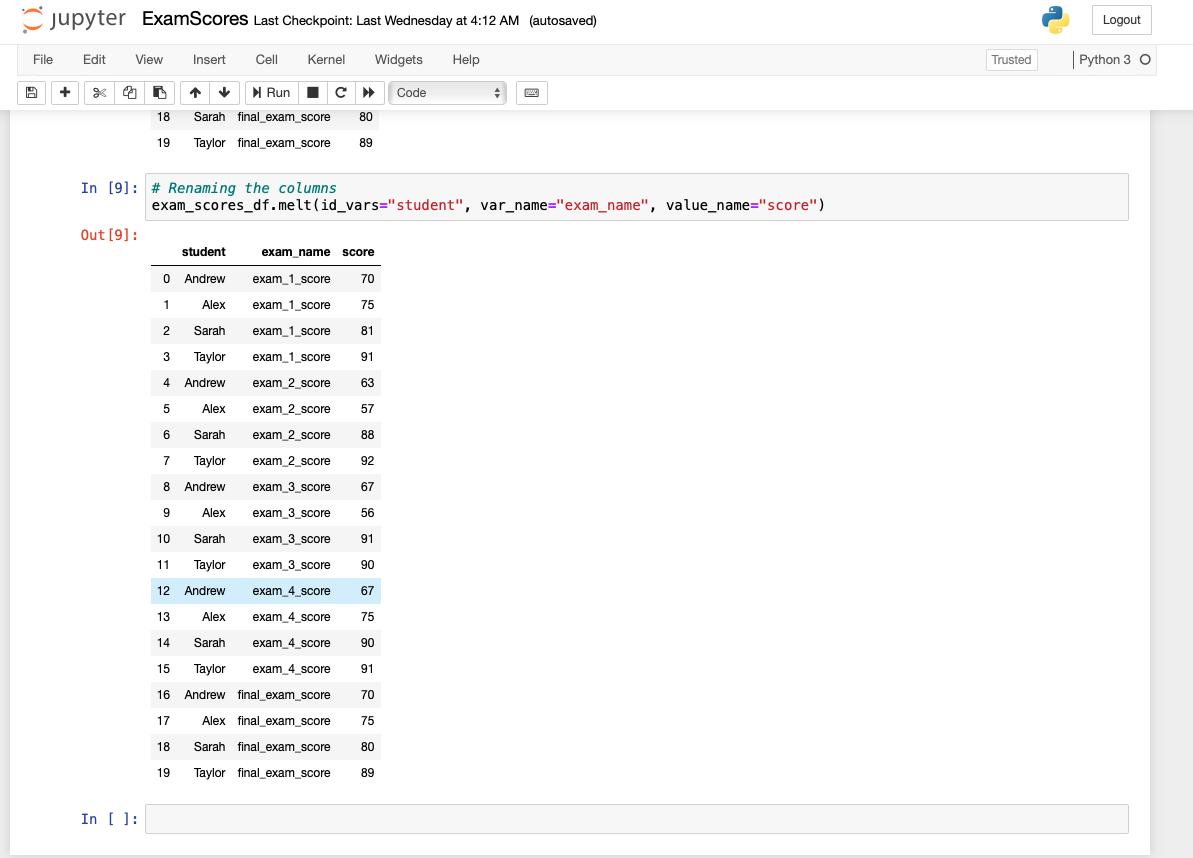 jupyter ExamScores Last Checkpoint: Last Wednesday at 4:12 AM (autosaved)
Logout
File Edit View Insert Cell Kernel Widgets Help
Trusted
Python 3
Run
Code
18 Sarah final_exam_score 80
19 Taylor final_exam_score 89
In [9]: # Renaming the columns
exam_scores_df.melt(id_vars="student", var_name="exam_name", value_name="score")
Out[9]:
student exam_name score
0 Andrew exam_1_score 70
1 Alex exam_1_score 75
2 Sarah exam_1_score 81
3 Taylor exam_1_score 91
4 Andrew exam_2_score 63
5 Alex exam_2_score 57
6 Sarah exam_2_score 88
7 Taylor exam_2_score 92
8 Andrew exam_3_score 67
9 Alex exam_3_score 56
10 Sarah exam_3_score 91
11 Taylor exam_3_score 90
12 Andrew exam_4_score 67
13 Alex exam_4_score 75
14 Sarah exam_4_score 90
15 Taylor exam_4_score 91
16 Andrew final_exam_score 70
17 Alex final_exam_score 75
18 Sarah final_exam_score 80
19 Taylor final_exam_score 89
In [ ]: